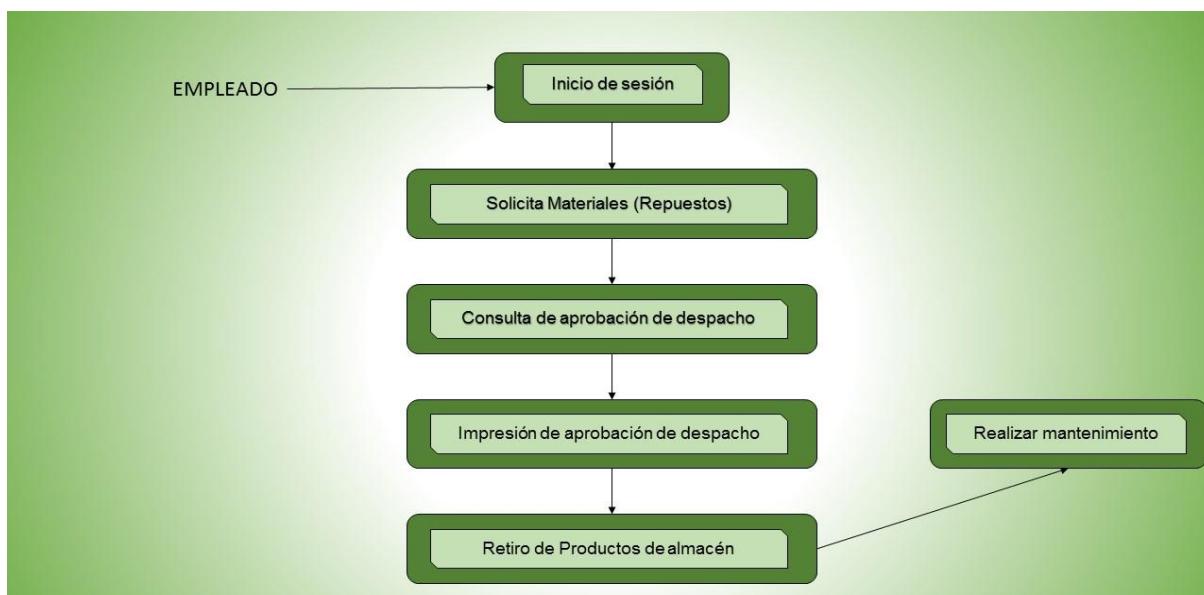 EMPLEADO
Inicio de sesión
Solicita Materiales (Repuestos)
Consulta de aprobación de despacho
Impresión de aprobación de despacho
Realizar mantenimiento
Retiro de Productos de almacén